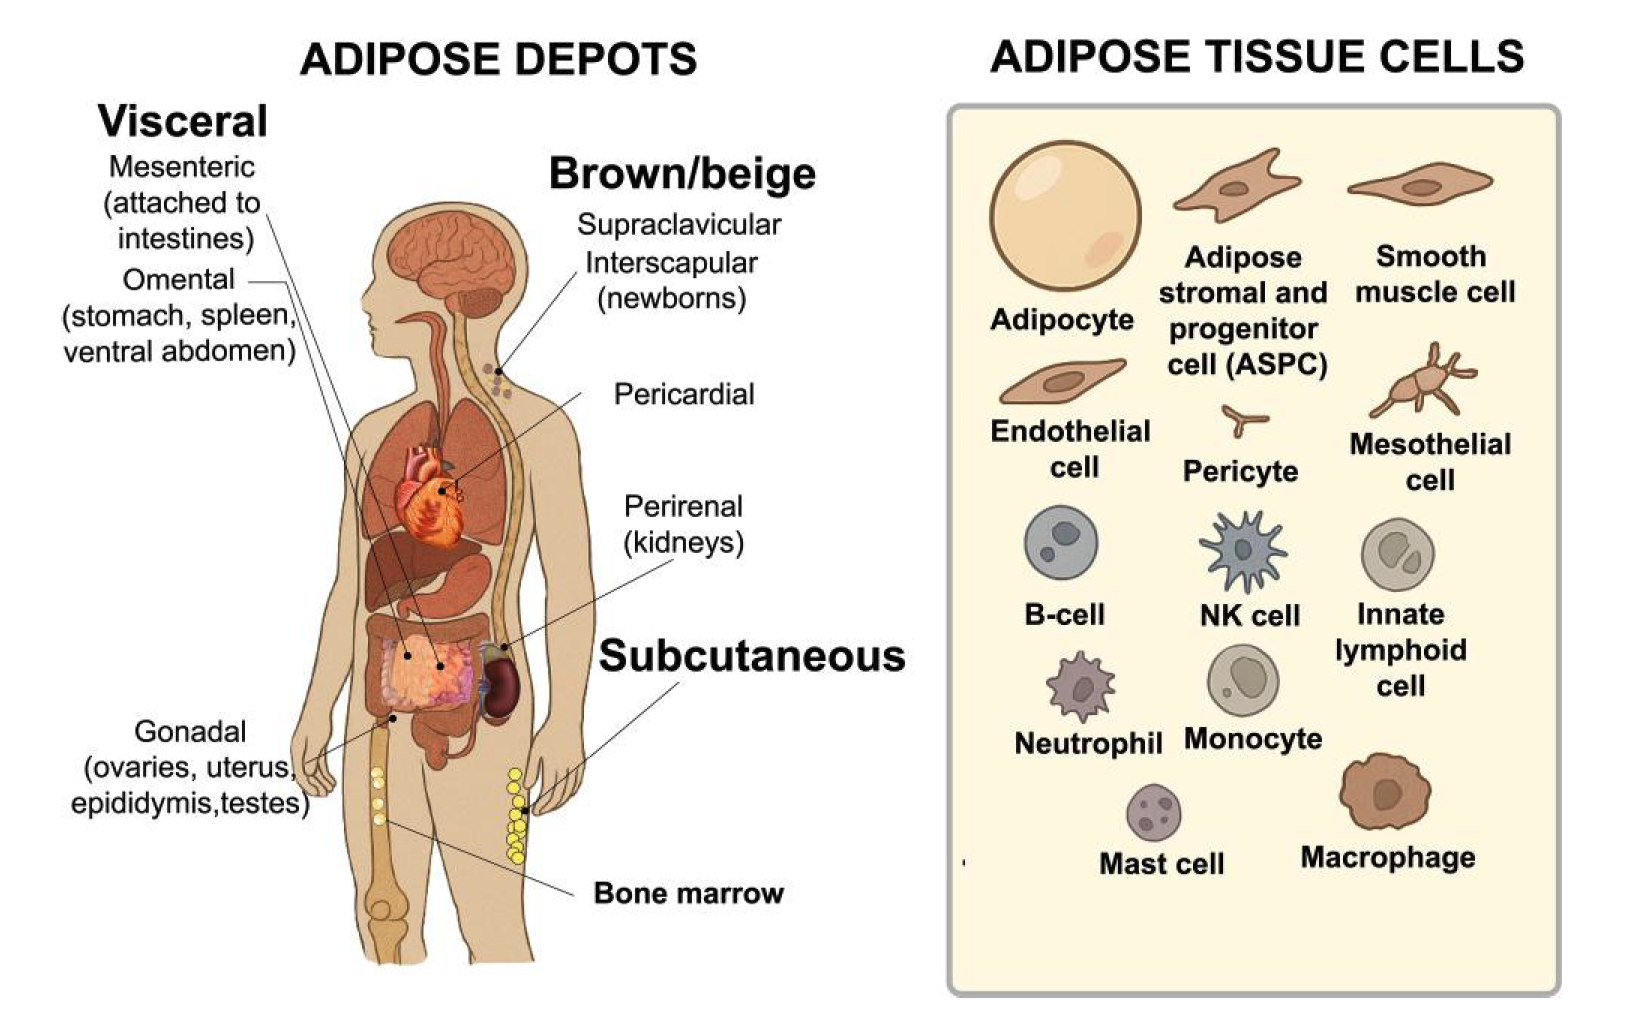 ADIPOSE DEPOTS
Visceral
Mesenteric
(attached to
intestines)
Omental
(stomach, spleen,
ventral abdomen)
Brown/beige
Supraclavicular
Interscapular
(newborns)
Pericardial
Perirenal
(kidneys)
Subcutaneous
Gonadal
(ovaries, uterus,
epididymis,testes)
Bone marrow
ADIPOSE TISSUE CELLS
Adipocyte
Adipose
stromal and
progenitor
cell (ASPC)
Smooth
muscle cell
Endothelial
cell
Pericyte
Mesothelial
cell
B-cell
NK cell
Innate
lymphoid
cell
Neutrophil
Monocyte
Mast cell
Macrophage